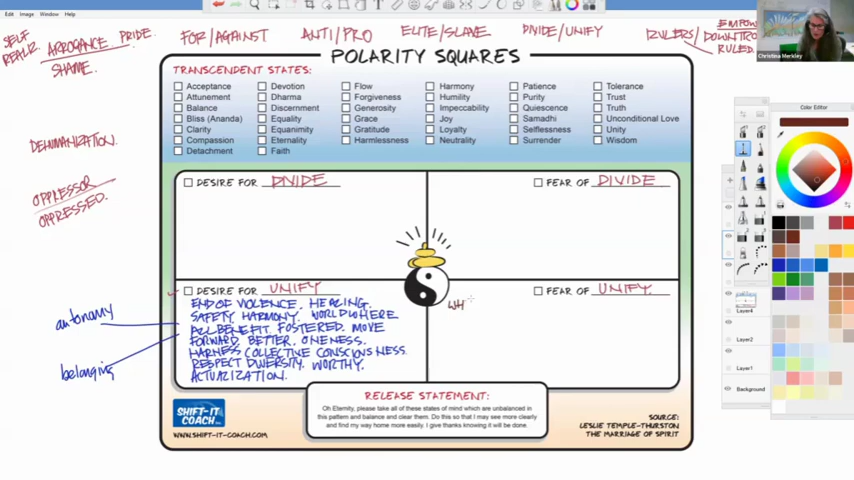 Edit Image Window Help
SELF REALIZ.
ARROGANCE PRIDE.
SHAME.
FOR/AGAINST ANTI/PRO ELITE/SLAVE DIVIDE/UNIFY
RULERS/DOWNTRO
RULED.
EMPOW
Christina Merkley
DEHUMANIZATION.
OPPRESSOR
OPPRESSED.
autonomy
belonging
POLARITY SQUARES
TRANSCENDENT STATES:
Acceptance Devotion Flow Harmony Patience Tolerance
Attunement Dharma Forgiveness Humility Purity Trust
Balance Discernment Generosity Impeccability Quiescence Truth
Bliss (Ananda) Equality Grace Joy Samadhi Unconditional Love
Clarity Equanimity Gratitude Loyalty Selflessness Unity
Compassion Eternality Harmlessness Neutrality Surrender Wisdom
Detachment Faith
DESIRE FOR DIVIDE
FEAR OF DIVIDE
DESIRE FOR UNIFY
END OF VIOLENCE. HEALING.
SAFETY. HARMONY. WORLD WHERE
ALL BENEFIT. FOSTERED. MOVE
FORWARD. BETTER. ONENESS.
HARNESS COLLECTIVE CONSCIOUSNESS.
RESPECT DIVERSITY. WORTHY.
ACTUALIZATION.
FEAR OF UNIFY.
WH
RELEASE STATEMENT:
Oh Eternity, please take all of these states of mind which are unbalanced in
this pattern and balance and clear them. Do this so that I may see more clearly
and find my way home more easily. I give thanks knowing it will be done.
SHIFT-IT COACH
WWW.SHIFT-IT-COACH.COM
SOURCE:
LESLIE TEMPLE-THURSTON
THE MARRIAGE OF SPIRIT
Color Editor
Layer4
Layer2
Layer1
Background